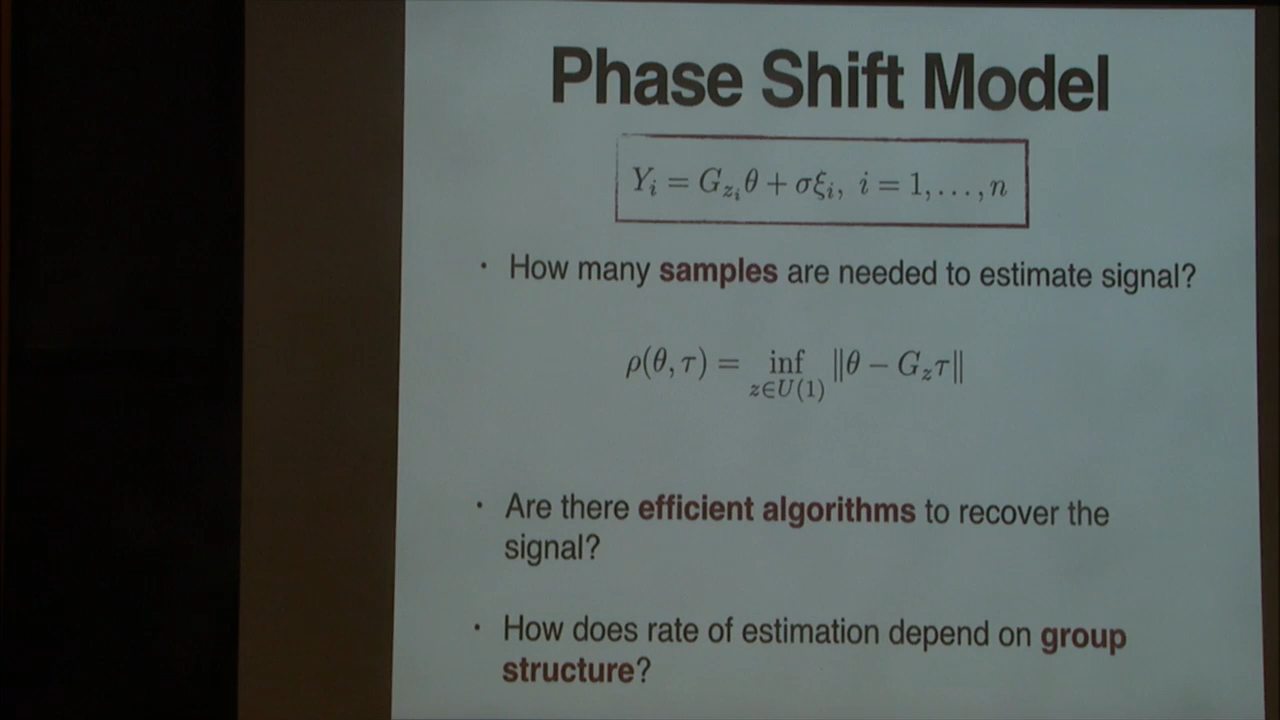 Phase Shift Model
Y_i = G_{z_i}θ + σξ_i, i = 1, . . . , n
· How many samples are needed to estimate signal?
ρ(θ, τ) = inf_{z∈U(1)} ‖θ − G_zτ‖
· Are there efficient algorithms to recover the
signal?
· How does rate of estimation depend on group
structure?